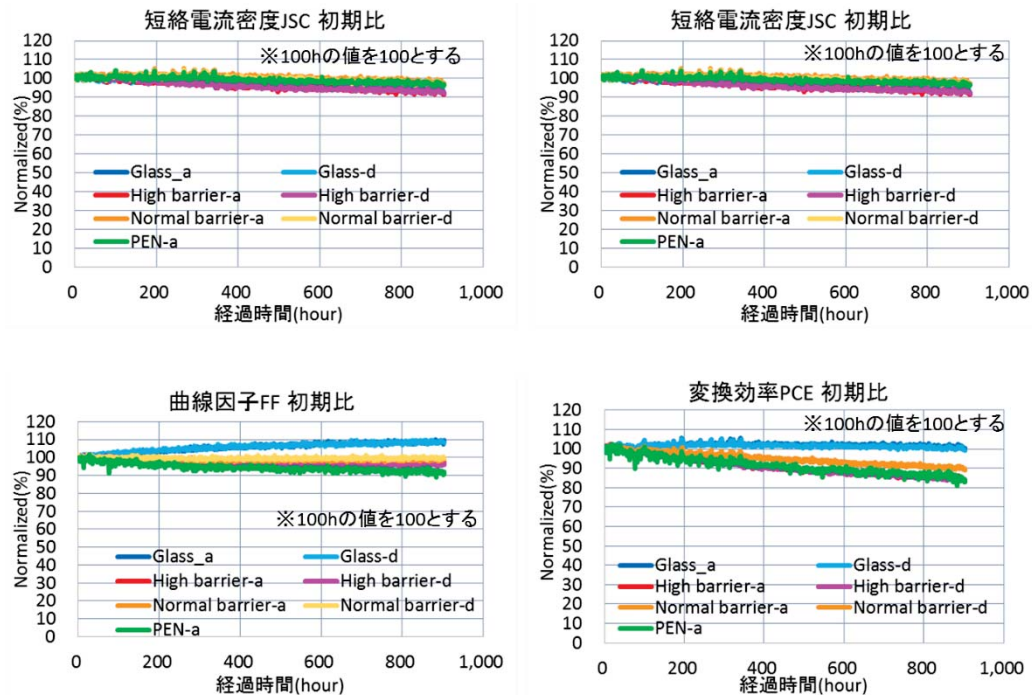 短絡電流密度JSC 初期比
※100hの値を100とする
Normalized(%)
120
110
100
90
80
70
60
50
40
30
20
10
0
Glass_a
Glass-d
High barrier-a
High barrier-d
Normal barrier-a
Normal barrier-d
PEN-a
0 200 400 600 800 1,000
経過時間(hour)
短絡電流密度JSC 初期比
※100hの値を100とする
Normalized(%)
120
110
100
90
80
70
60
50
40
30
20
10
0
Glass_a
Glass-d
High barrier-a
High barrier-d
Normal barrier-a
Normal barrier-d
PEN-a
0 200 400 600 800 1,000
経過時間(hour)
曲線因子FF 初期比
Normalized(%)
120
110
100
90
80
70
60
50
40
30
20
10
0
※100hの値を100とする
Glass_a
Glass-d
High barrier-a
High barrier-d
Normal barrier-a
Normal barrier-d
PEN-a
0 200 400 600 800 1,000
経過時間(hour)
変換効率PCE 初期比
※100hの値を100とする
Normalized(%)
120
110
100
90
80
70
60
50
40
30
20
10
0
Glass_a
Glass-d
High barrier-a
High barrier-d
Normal barrier-a
Normal barrier-d
PEN-a
0 200 400 600 800 1,000
経過時間(hour)